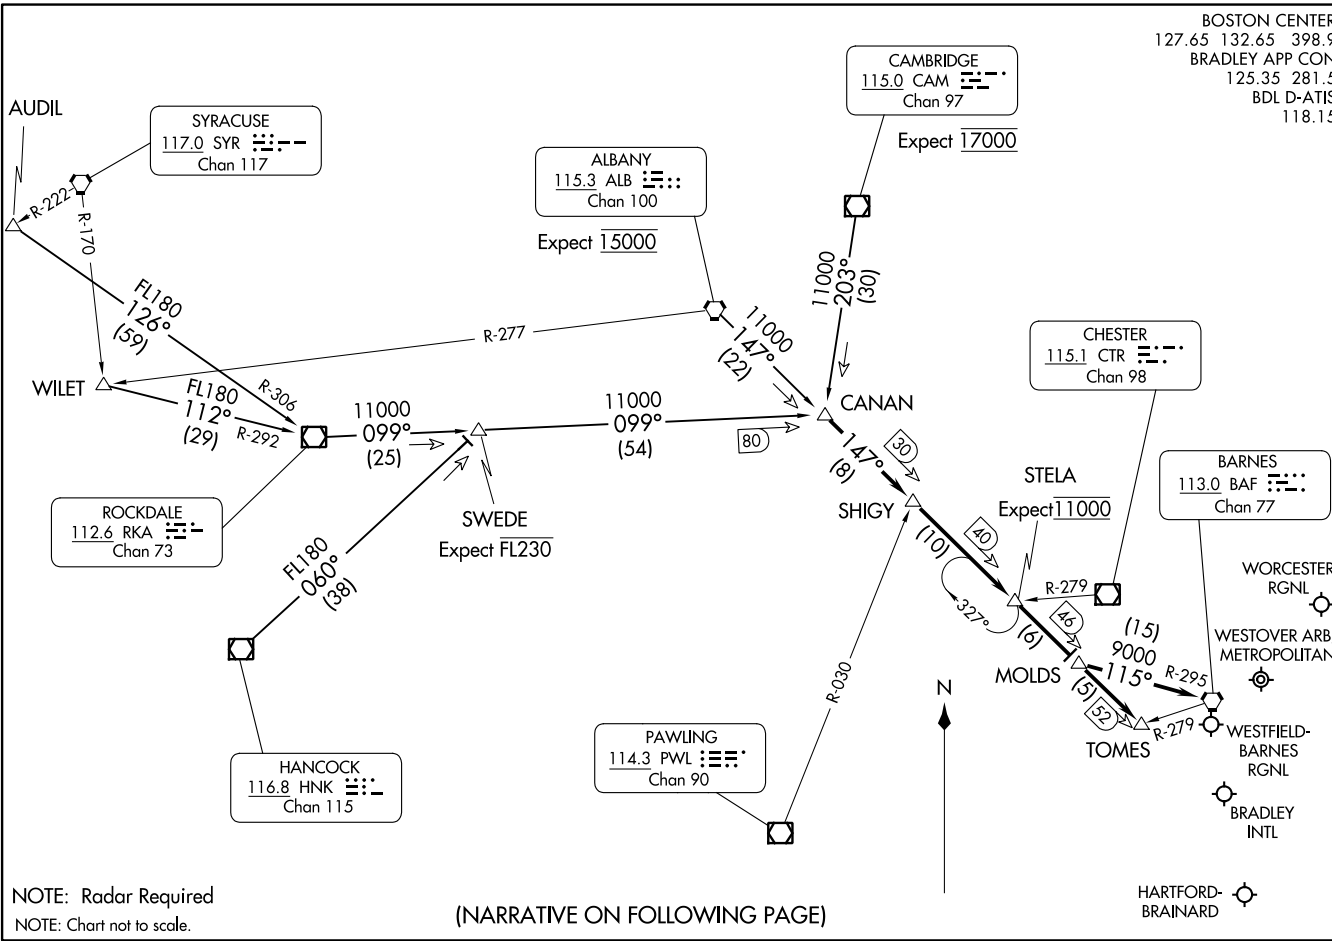 BOSTON CENTER
127.65 132.65 398.9
BRADLEY APP CON
125.35 281.5
BDL D-ATIS
118.15
CAMBRIDGE
115.0 CAM
Chan 97
Expect 17000
AUDIL
SYRACUSE
117.0 SYR
Chan 117
ALBANY
115.3 ALB
Chan 100
Expect 15000
R-222
R-170
11000
203°
(30)
FL180
126°
(59)
R-277
11000
147°
(22)
CHESTER
115.1 CTR
Chan 98
WILET
FL180
112°
(29)
R-306
R-292
11000
099°
(25)
11000
099°
(54)
80
CANAN
147°
(8)
30
SHIGY
STELA
Expect 11000
BARNES
113.0 BAF
Chan 77
ROCKDALE
112.6 RKA
Chan 73
SWEDE
Expect FL230
FL180
060°
(38)
(10)
40
327°
R-279
(6)
46
WORCESTER
RGNL
WESTOVER ARB
METROPOLITAN
(15)
9000
115°
R-295
MOLDS
(5)
52
TOMES
R-279
WESTFIELD-
BARNES
RGNL
R-030
N
PAWLING
114.3 PWL
Chan 90
HANCOCK
116.8 HNK
Chan 115
BRADLEY
INTL
HARTFORD-
BRAINARD
NOTE: Radar Required
NOTE: Chart not to scale.
(NARRATIVE ON FOLLOWING PAGE)